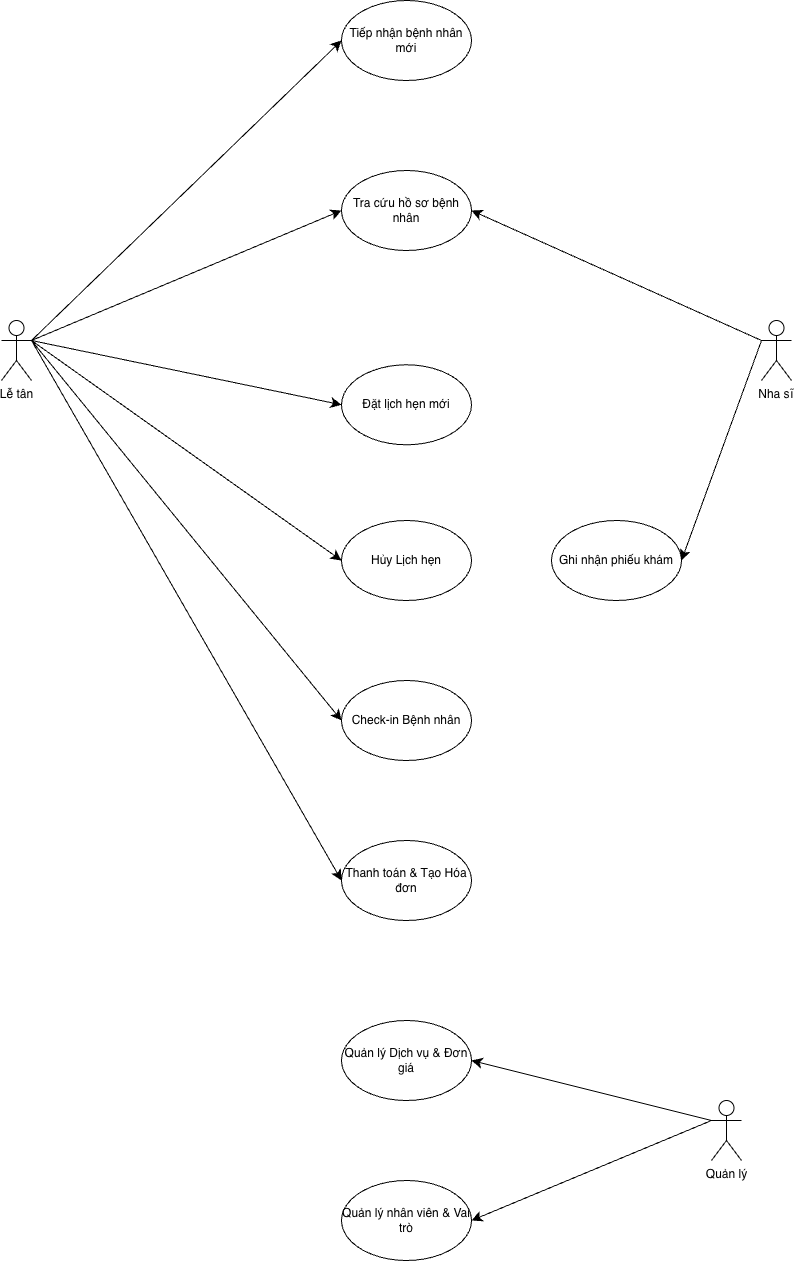 Tiếp nhận bệnh nhân
mới
Tra cứu hồ sơ bệnh
nhân
Lễ tân
Nha sĩ
Đặt lịch hẹn mới
Hủy Lịch hẹn
Ghi nhận phiếu khám
Check-in Bệnh nhân
Thanh toán & Tạo Hóa
đơn
Quản lý Dịch vụ & Đơn
giá
Quản lý
Quản lý nhân viên & Vai
trò